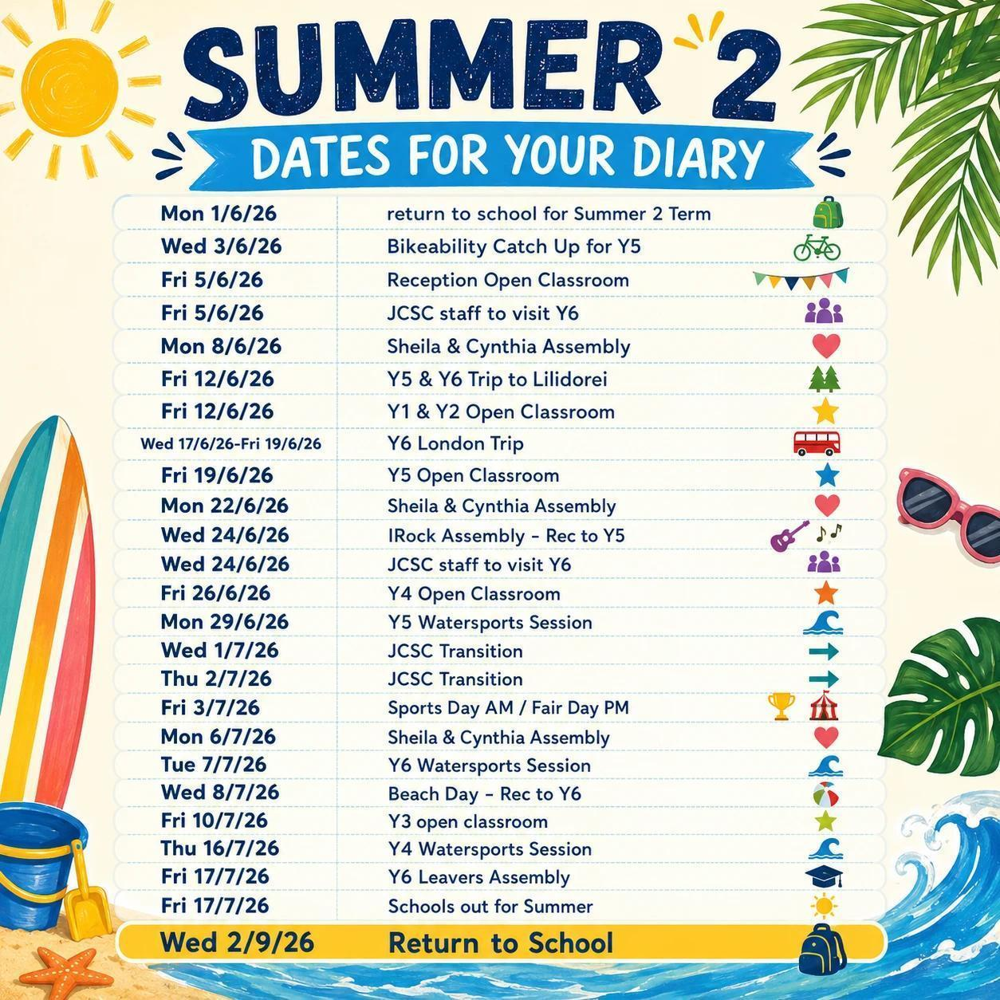 SUMMER 2
DATES FOR YOUR DIARY
Mon 1/6/26 return to school for Summer 2 Term
Wed 3/6/26 Bikeability Catch Up for Y5
Fri 5/6/26 Reception Open Classroom
Fri 5/6/26 JCSC staff to visit Y6
Mon 8/6/26 Sheila & Cynthia Assembly
Fri 12/6/26 Y5 & Y6 Trip to Lilidorei
Fri 12/6/26 Y1 & Y2 Open Classroom
Wed 17/6/26-Fri 19/6/26 Y6 London Trip
Fri 19/6/26 Y5 Open Classroom
Mon 22/6/26 Sheila & Cynthia Assembly
Wed 24/6/26 IRock Assembly - Rec to Y5
Wed 24/6/26 JCSC staff to visit Y6
Fri 26/6/26 Y4 Open Classroom
Mon 29/6/26 Y5 Watersports Session
Wed 1/7/26 JCSC Transition
Thu 2/7/26 JCSC Transition
Fri 3/7/26 Sports Day AM / Fair Day PM
Mon 6/7/26 Sheila & Cynthia Assembly
Tue 7/7/26 Y6 Watersports Session
Wed 8/7/26 Beach Day - Rec to Y6
Fri 10/7/26 Y3 open classroom
Thu 16/7/26 Y4 Watersports Session
Fri 17/7/26 Y6 Leavers Assembly
Fri 17/7/26 Schools out for Summer
Wed 2/9/26 Return to School